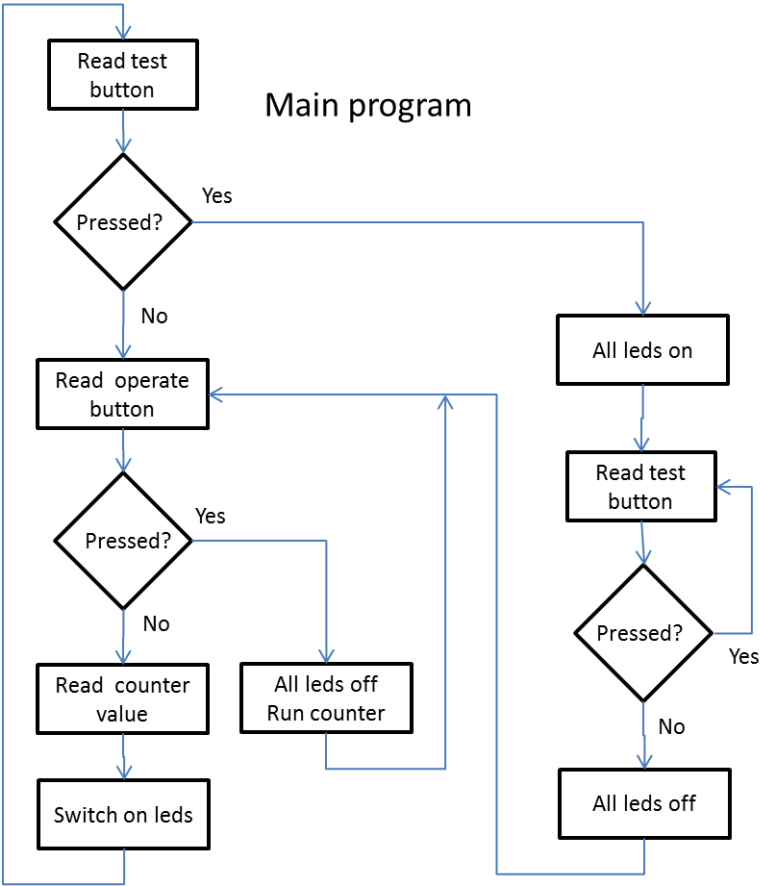 Read test
button
Main program
Pressed?
Yes
No
Read operate
button
Pressed?
Yes
No
Read counter
value
Switch on leds
All leds off
Run counter
All leds on
Read test
button
Pressed?
Yes
No
All leds off